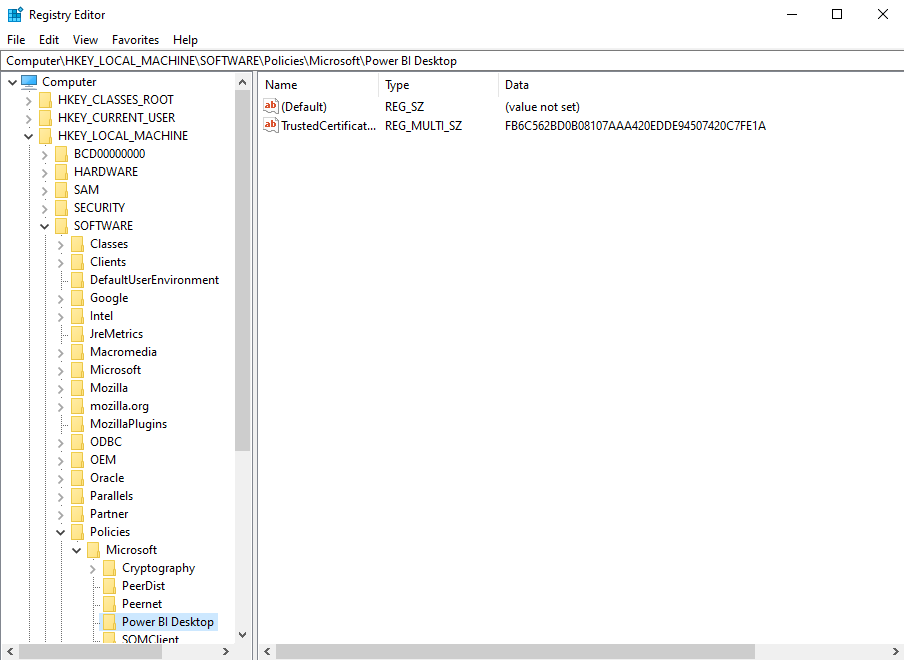 Registry Editor
File Edit View Favorites Help
Computer\HKEY_LOCAL_MACHINE\SOFTWARE\Policies\Microsoft\Power BI Desktop
Computer
HKEY_CLASSES_ROOT
HKEY_CURRENT_USER
HKEY_LOCAL_MACHINE
BCD00000000
HARDWARE
SAM
SECURITY
SOFTWARE
Classes
Clients
DefaultUserEnvironment
Google
Intel
JreMetrics
Macromedia
Microsoft
Mozilla
mozilla.org
MozillaPlugins
ODBC
OEM
Oracle
Parallels
Partner
Policies
Microsoft
Cryptography
PeerDist
Peernet
Power BI Desktop
SQMClient
Name Type Data
ab (Default) REG_SZ (value not set)
ab TrustedCertificat... REG_MULTI_SZ FB6C562BD0B08107AAA420EDDE94507420C7FE1A